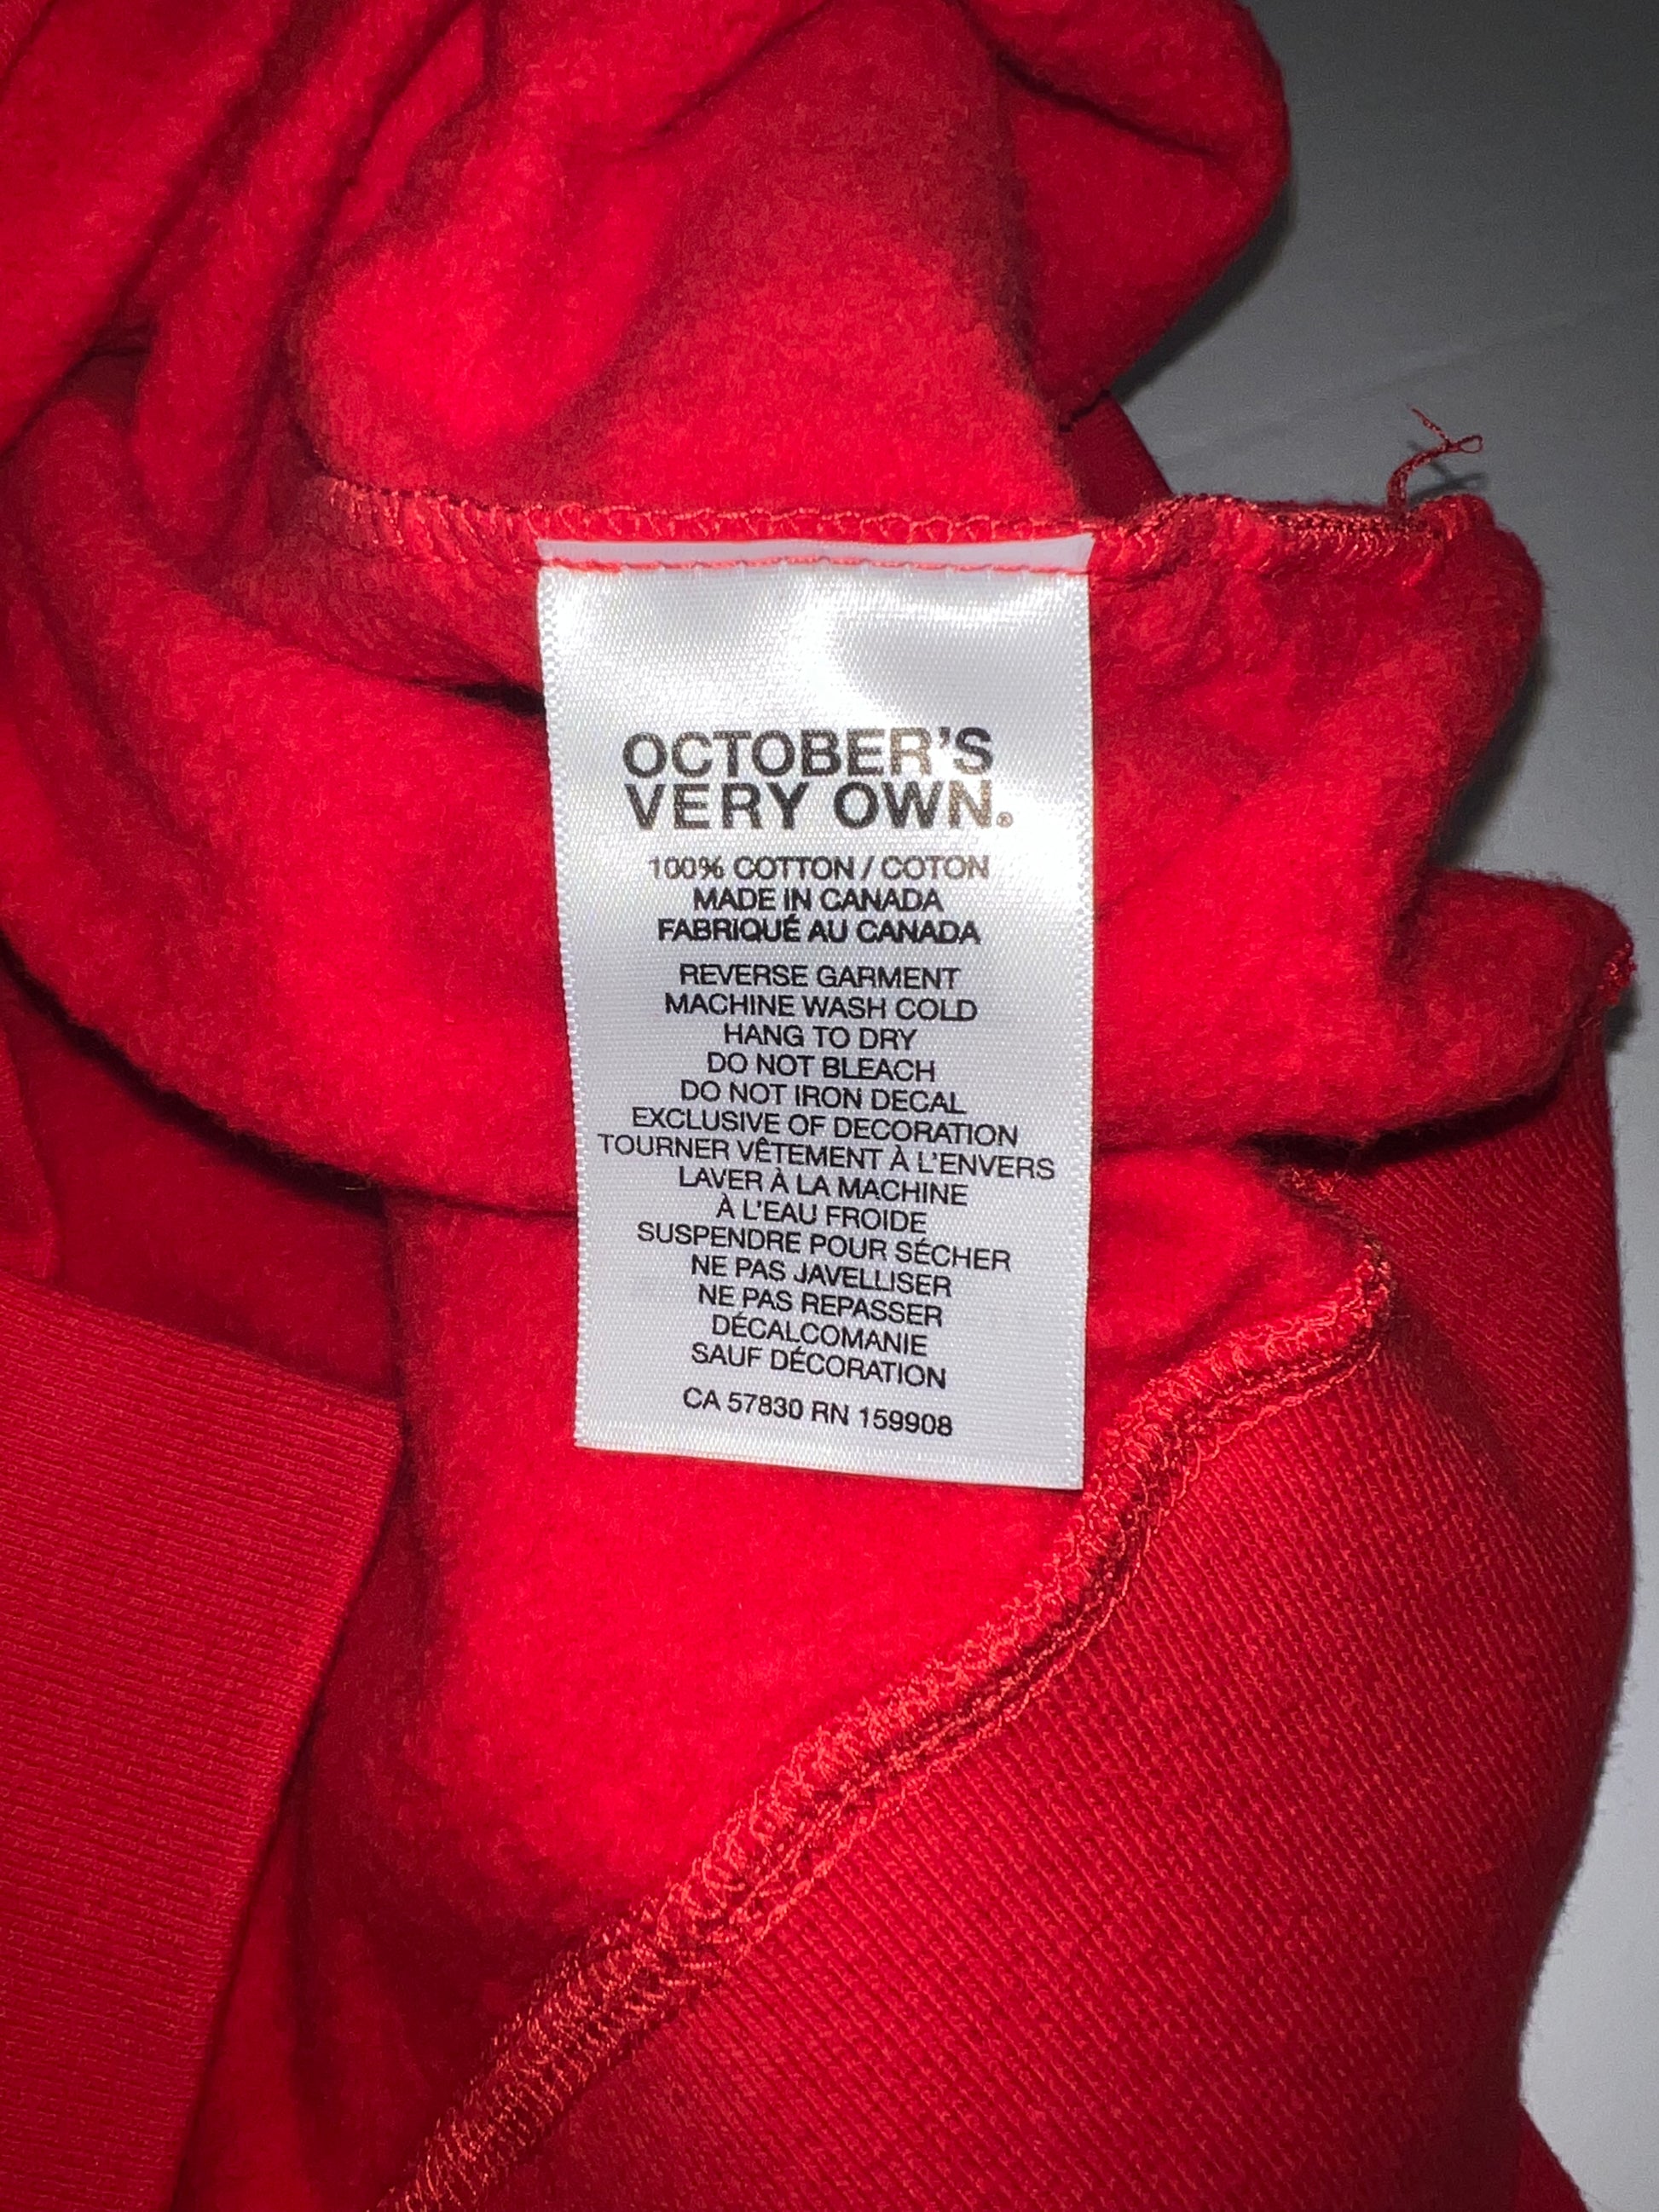 OCTOBER'S
VERY OWN.®
100% COTTON / COTON
MADE IN CANADA
FABRIQUÉ AU CANADA
REVERSE GARMENT
MACHINE WASH COLD
HANG TO DRY
DO NOT BLEACH
DO NOT IRON DECAL
EXCLUSIVE OF DECORATION
TOURNER VÊTEMENT À L'ENVERS
LAVER À LA MACHINE
À L'EAU FROIDE
SUSPENDRE POUR SÉCHER
NE PAS JAVELLISER
NE PAS REPASSER
DÉCALCOMANIE
SAUF DÉCORATION
CA 57830 RN 159908